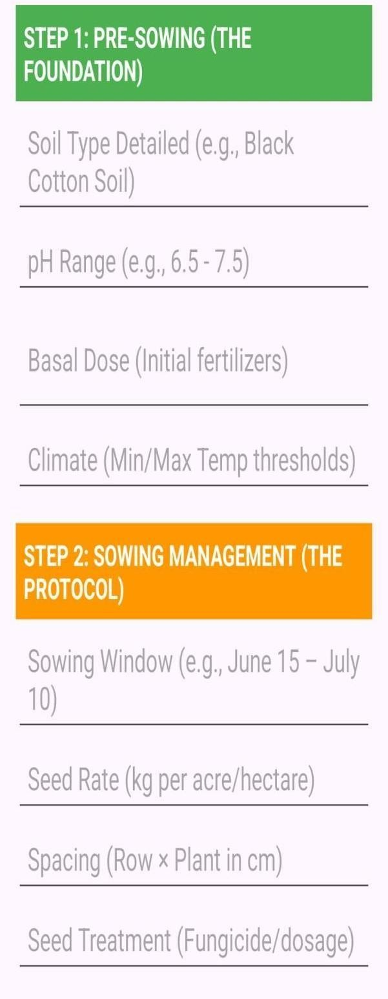 STEP 1: PRE-SOWING (THE
FOUNDATION)
Soil Type Detailed (e.g., Black
Cotton Soil)
pH Range (e.g., 6.5 - 7.5)
Basal Dose (Initial fertilizers)
Climate (Min/Max Temp thresholds)
STEP 2: SOWING MANAGEMENT (THE
PROTOCOL)
Sowing Window (e.g., June 15 – July
10)
Seed Rate (kg per acre/hectare)
Spacing (Row × Plant in cm)
Seed Treatment (Fungicide/dosage)